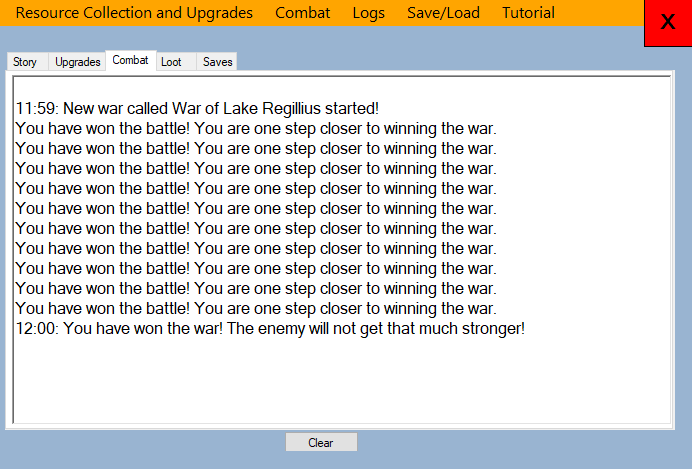 Resource Collection and Upgrades Combat Logs Save/Load Tutorial X
Story Upgrades Combat Loot Saves
11:59: New war called War of Lake Regillius started!
You have won the battle! You are one step closer to winning the war.
You have won the battle! You are one step closer to winning the war.
You have won the battle! You are one step closer to winning the war.
You have won the battle! You are one step closer to winning the war.
You have won the battle! You are one step closer to winning the war.
You have won the battle! You are one step closer to winning the war.
You have won the battle! You are one step closer to winning the war.
You have won the battle! You are one step closer to winning the war.
You have won the battle! You are one step closer to winning the war.
You have won the battle! You are one step closer to winning the war.
12:00: You have won the war! The enemy will not get that much stronger!
Clear